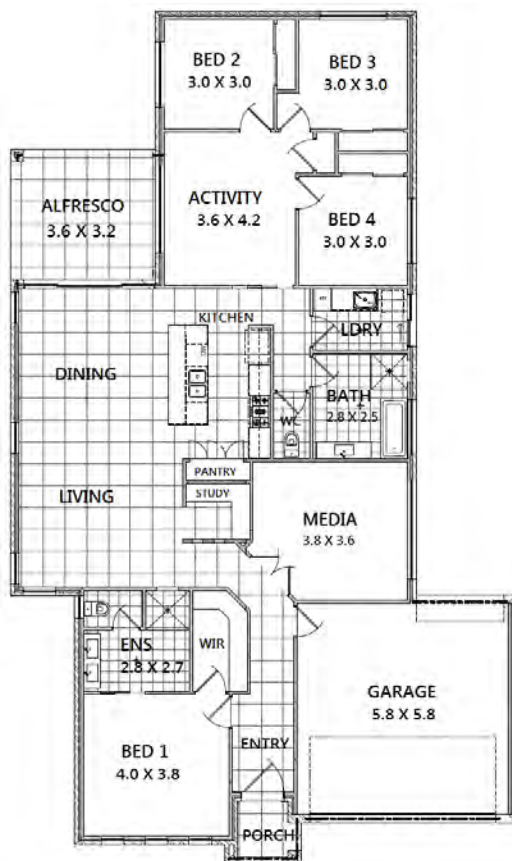 BED 2
3.0 X 3.0
BED 3
3.0 X 3.0
ALFRESCO
3.6 X 3.2
ACTIVITY
3.6 X 4.2
BED 4
3.0 X 3.0
KITCHEN
LDRY
DINING
BATH
2.8 X 2.5
WC
PANTRY
STUDY
LIVING
MEDIA
3.8 X 3.6
ENS
2.8 X 2.7
WIR
GARAGE
5.8 X 5.8
BED 1
4.0 X 3.8
ENTRY
PORCH